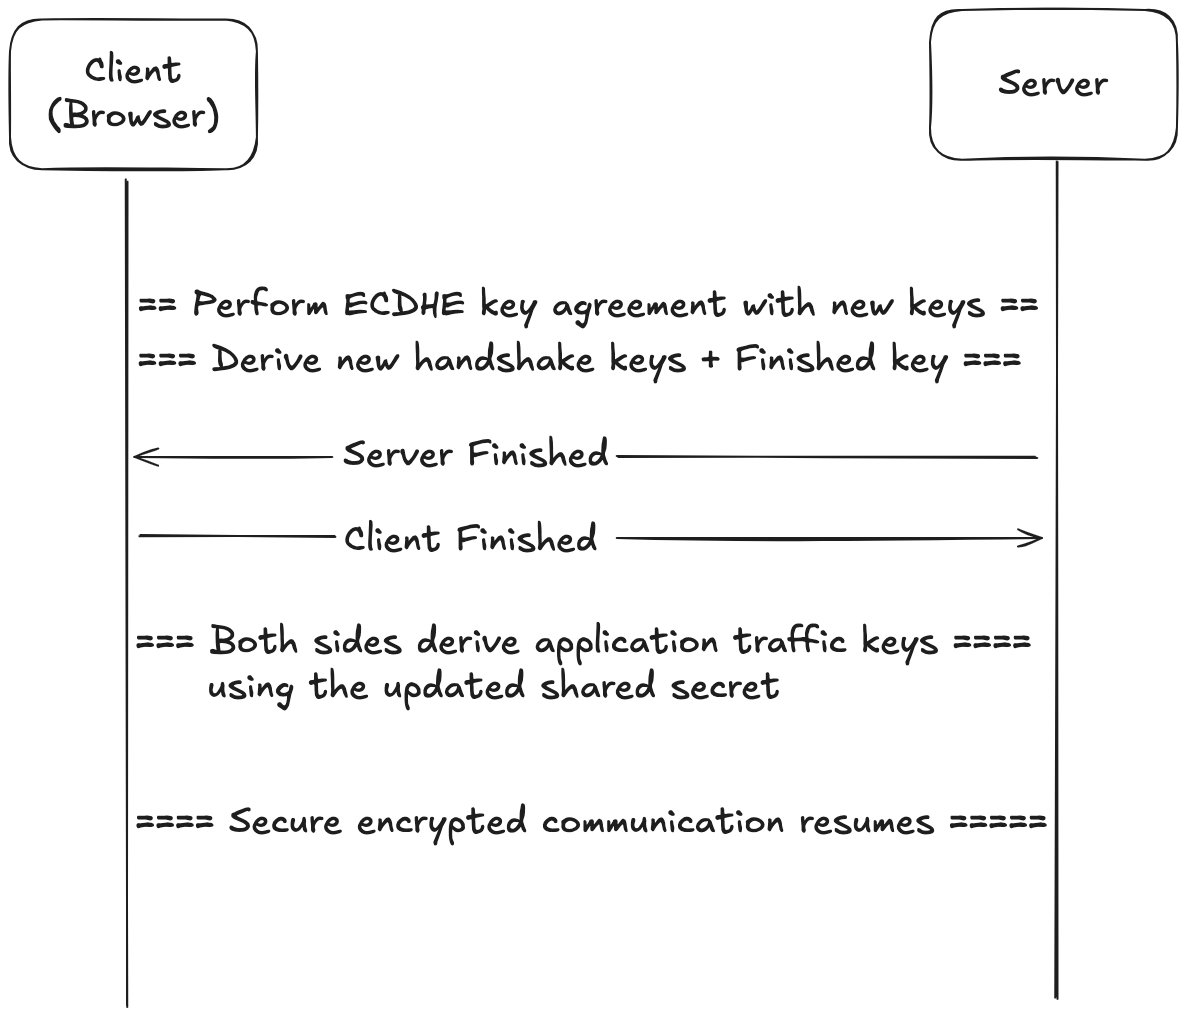 Client
(Browser)
Server
== Perform ECDHE key agreement with new keys ==
=== Derive new handshake keys + Finished key ===
Server Finished
Client Finished
=== Both sides derive application traffic keys ====
using the updated shared secret
==== Secure encrypted communication resumes =====